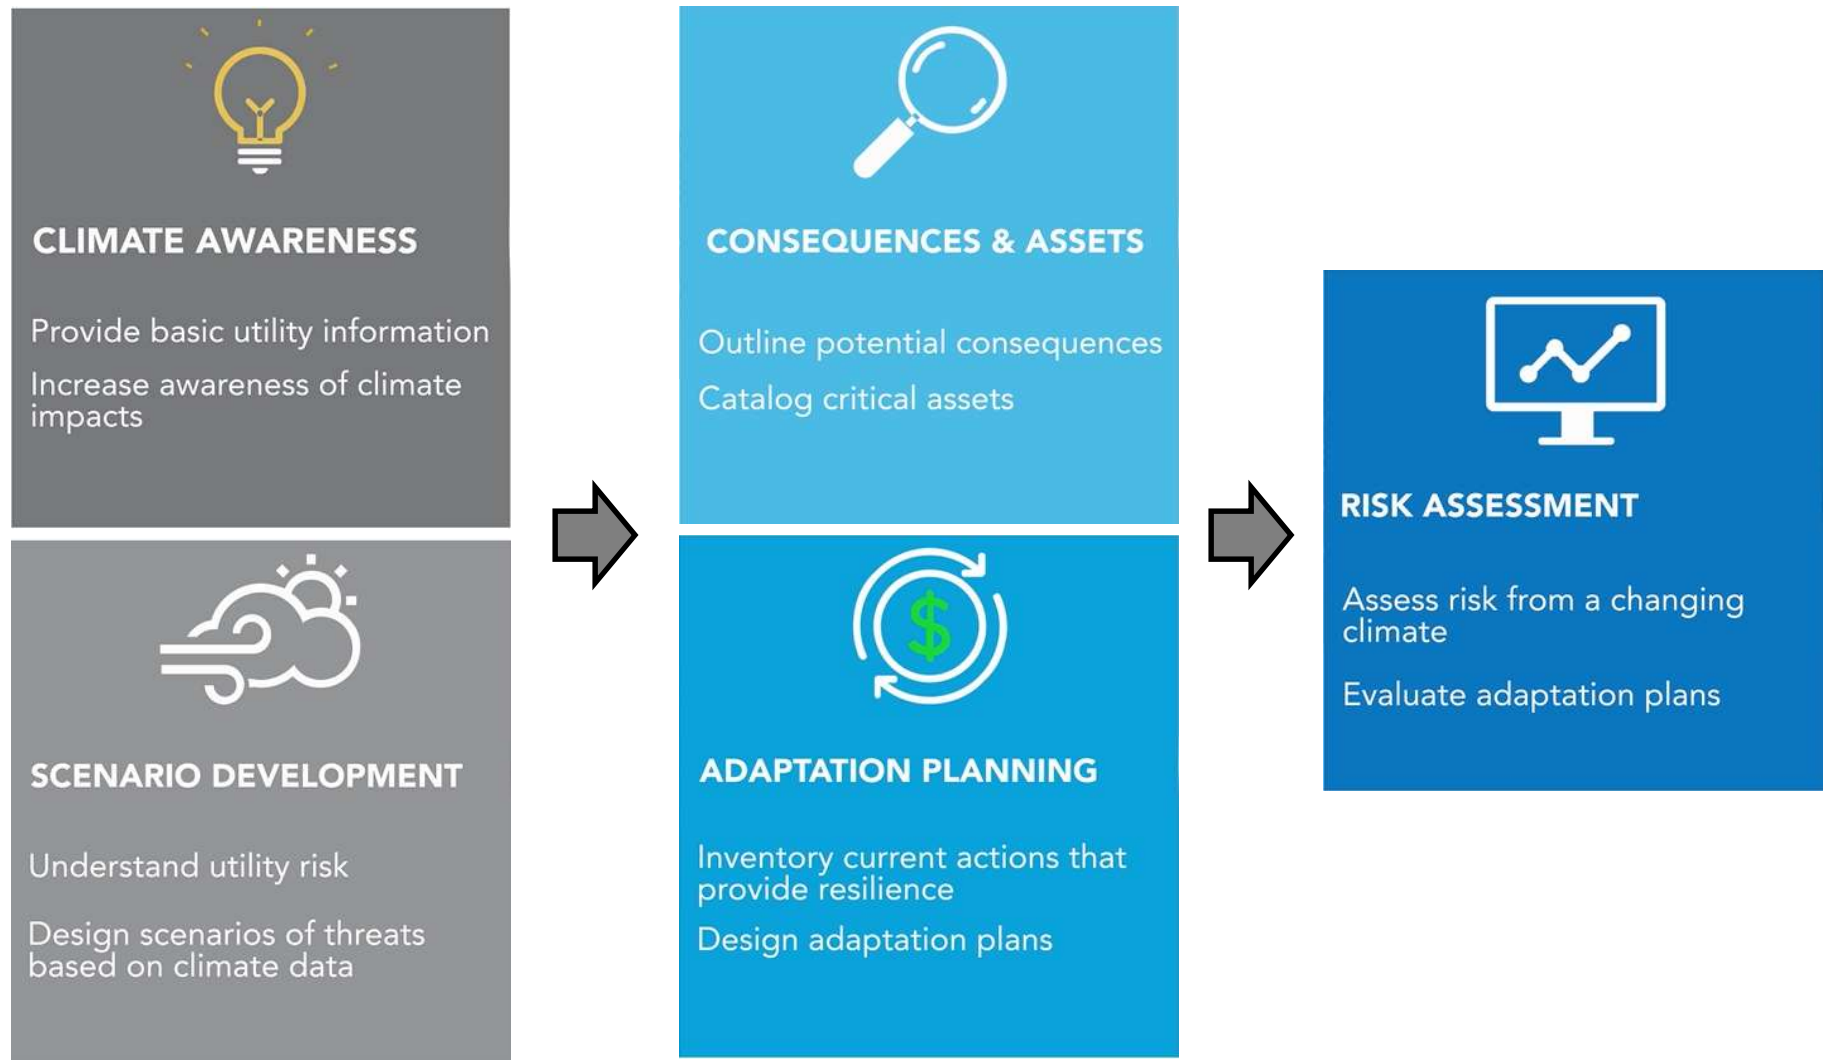 CLIMATE AWARENESS
Provide basic utility information
Increase awareness of climate
impacts
SCENARIO DEVELOPMENT
Understand utility risk
Design scenarios of threats
based on climate data
CONSEQUENCES & ASSETS
Outline potential consequences
Catalog critical assets
ADAPTATION PLANNING
Inventory current actions that
provide resilience
Design adaptation plans
RISK ASSESSMENT
Assess risk from a changing
climate
Evaluate adaptation plans